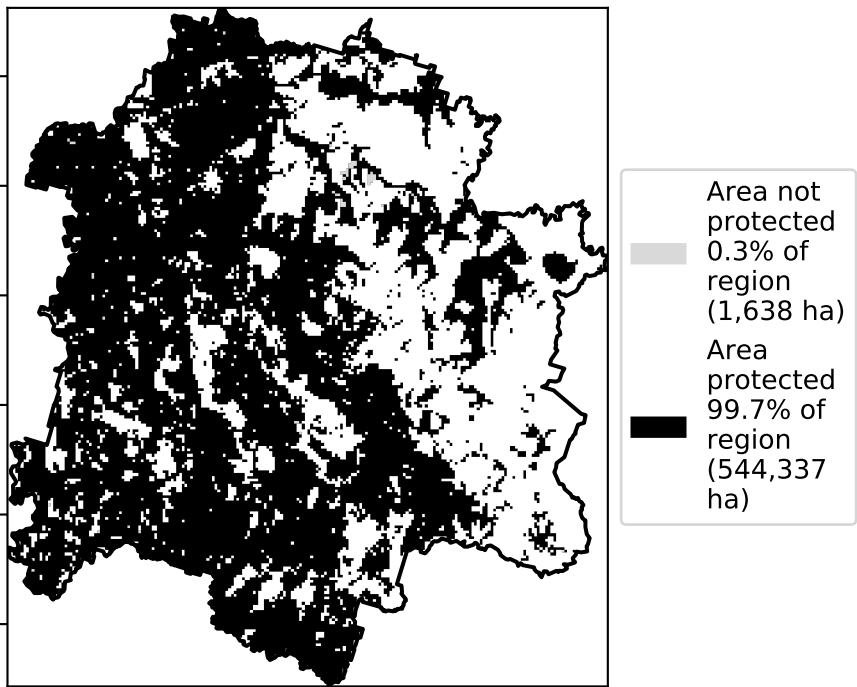 Area not
protected
0.3% of
region
(1,638 ha)
Area
protected
99.7% of
region
(544,337
ha)